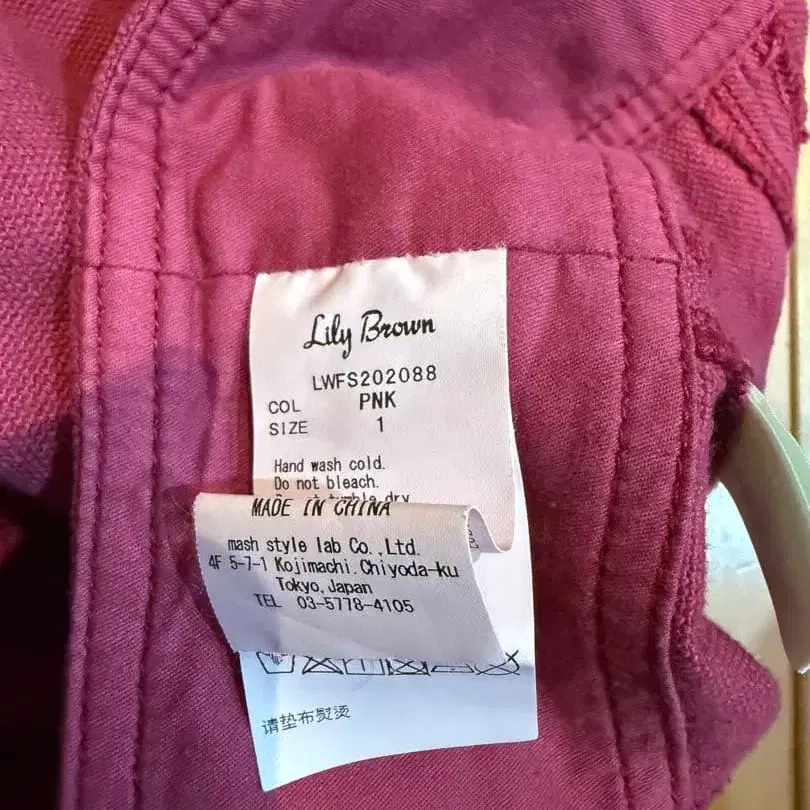 Lily Brown
LWFS202088
COL PNK
SIZE 1
Hand wash cold.
Do not bleach.
tumble dry
MADE IN CHINA
mash style lab Co.,Ltd.
4F 5-7-1 Kojimachi.Chiyoda-ku
Tokyo,Japan
TEL 03-5778-4105
请垫布熨烫